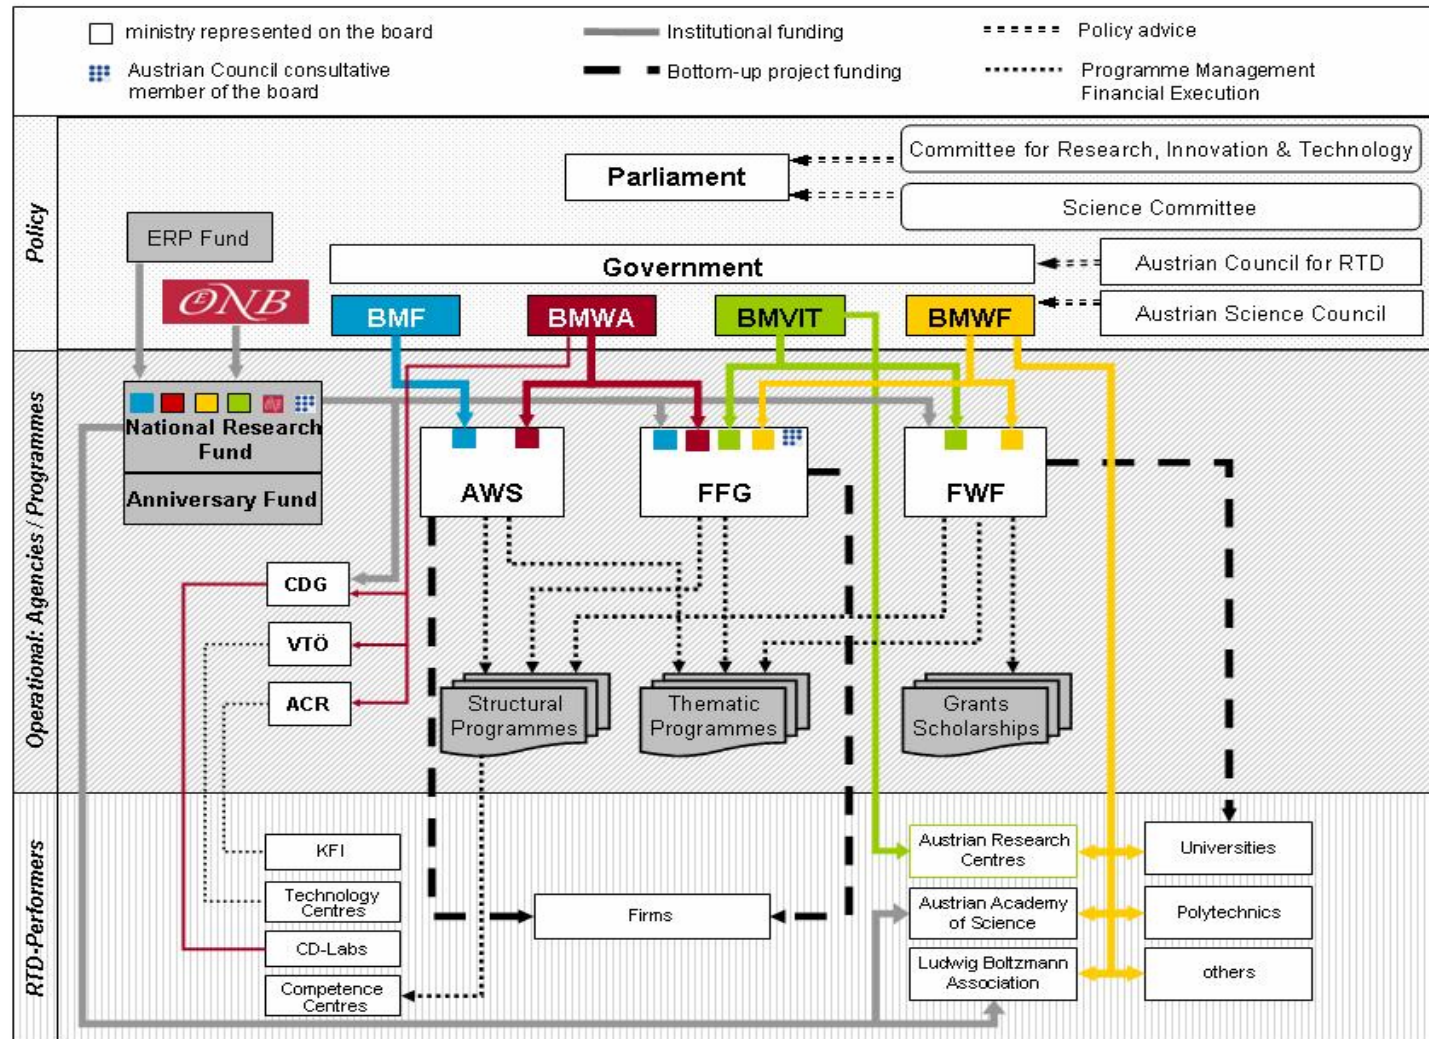 ministry represented on the board
Institutional funding
Policy advice
Austrian Council consultative
member of the board
Bottom-up project funding
Programme Management
Financial Execution
Policy
Committee for Research, Innovation & Technology
Parliament
Science Committee
ERP Fund
Government
Austrian Council for RTD
OeNB
BMF
BMWA
BMVIT
BMWF
Austrian Science Council
Operational: Agencies / Programmes
National Research
Fund
Anniversary Fund
AWS
FFG
FWF
CDG
VTÖ
ACR
Structural
Programmes
Thematic
Programmes
Grants
Scholarships
RTD-Performers
KFI
Technology
Centres
CD-Labs
Competence
Centres
Firms
Austrian Research
Centres
Universities
Austrian Academy
of Science
Polytechnics
Ludwig Boltzmann
Association
others